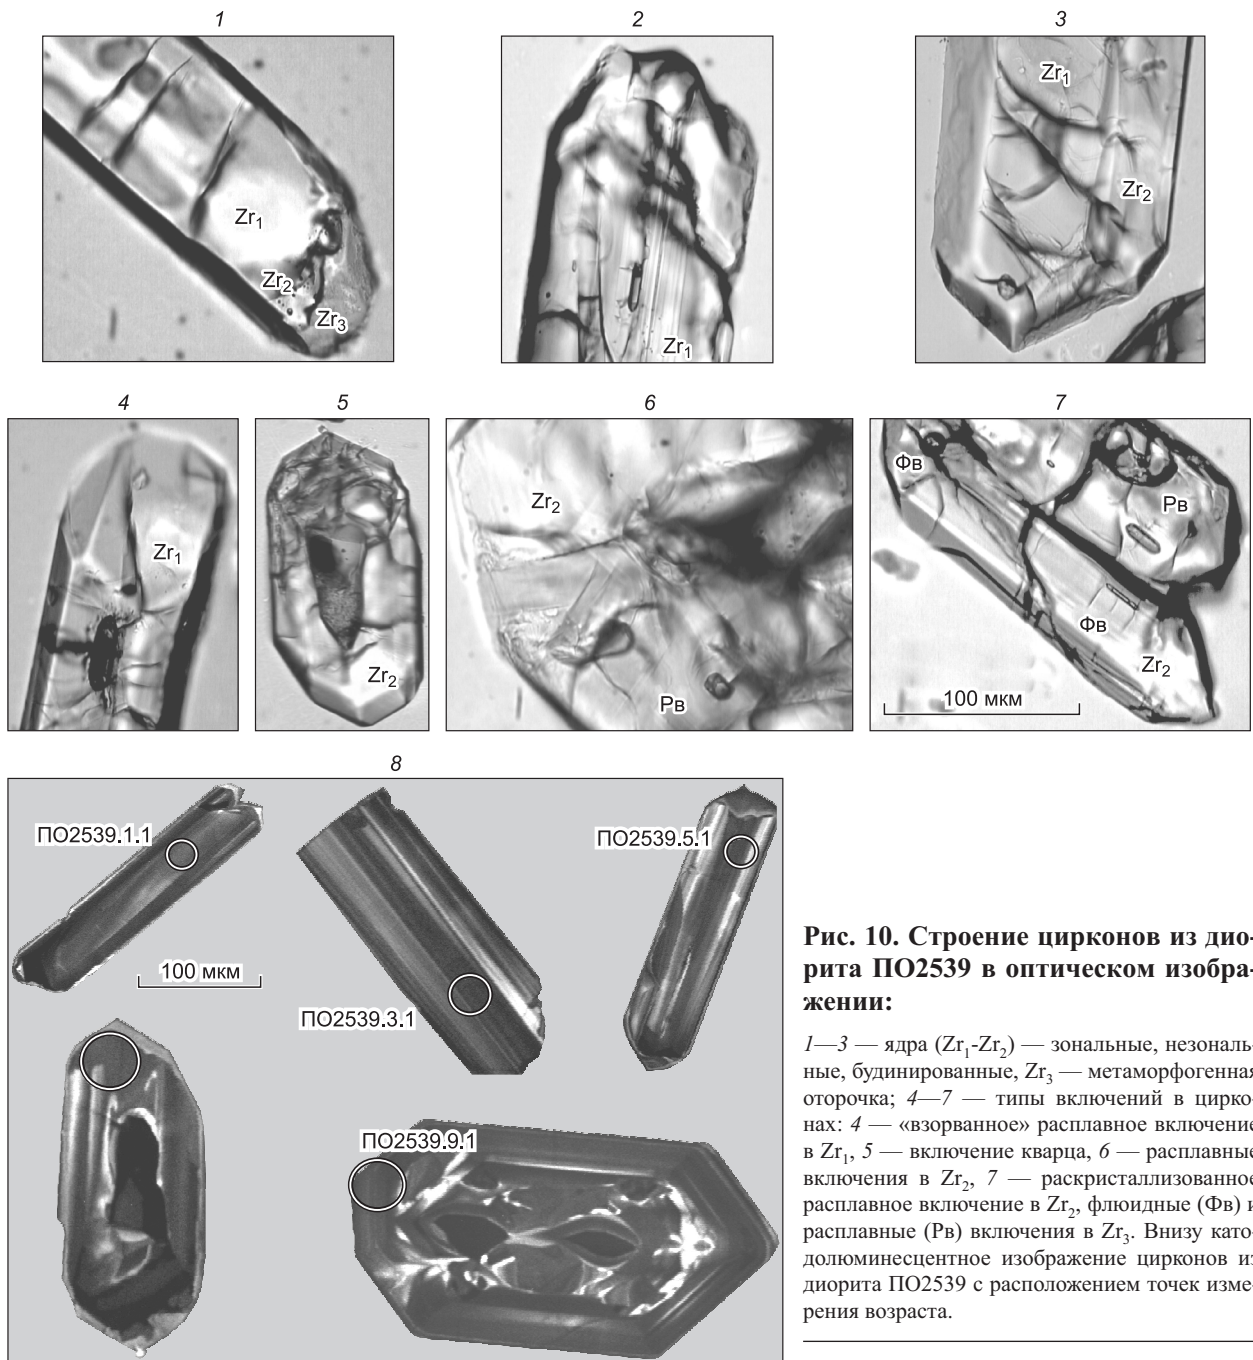 1
2
3
Zr₁
Zr₂
Zr₃
Zr₁
Zr₁
Zr₂
4
5
6
7
Zr₁
Zr₂
Zr₂
Рв
Фв
Рв
Фв
Zr₂
100 мкм
8
ПО2539.1.1
100 мкм
ПО2539.3.1
ПО2539.5.1
ПО2539.9.1
Рис. 10. Строение цирконов из дио-
рита ПО2539 в оптическом изобра-
жении:
1—3 — ядра (Zr₁-Zr₂) — зональные, незональ-
ные, будинированные, Zr₃ — метаморфогенная
оторочка; 4—7 — типы включений в цирко-
нах: 4 — «взорванное» расплавное включение
в Zr₁, 5 — включение кварца, 6 — расплавные
включения в Zr₂, 7 — раскристаллизованное
расплавное включение в Zr₂, флюидные (Фв) и
расплавные (Рв) включения в Zr₃. Внизу като-
долюминесцентное изображение цирконов из
диорита ПО2539 с расположением точек изме-
рения возраста.